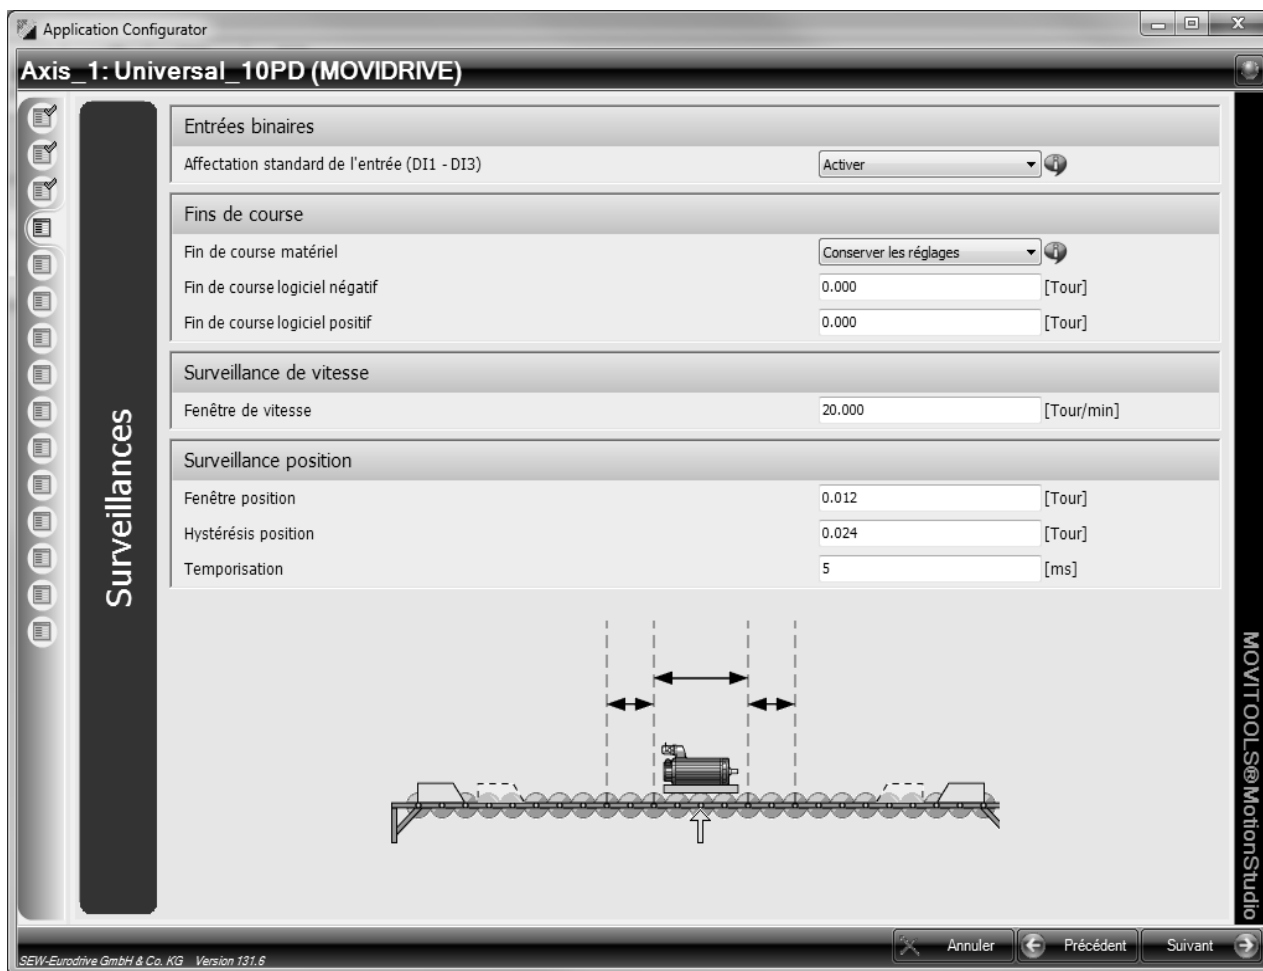 Application Configurator
Axis_1: Universal_10PD (MOVIDRIVE)
Surveillances
Entrées binaires
Affectation standard de l'entrée (DI1 - DI3) Activer
Fins de course
Fin de course matériel Conserver les réglages
Fin de course logiciel négatif 0.000 [Tour]
Fin de course logiciel positif 0.000 [Tour]
Surveillance de vitesse
Fenêtre de vitesse 20.000 [Tour/min]
Surveillance position
Fenêtre position 0.012 [Tour]
Hystérésis position 0.024 [Tour]
Temporisation 5 [ms]
MOVITOOLS®MotionStudio
Annuler Précédent Suivant
SEW-Eurodrive GmbH & Co. KG Version 131.6